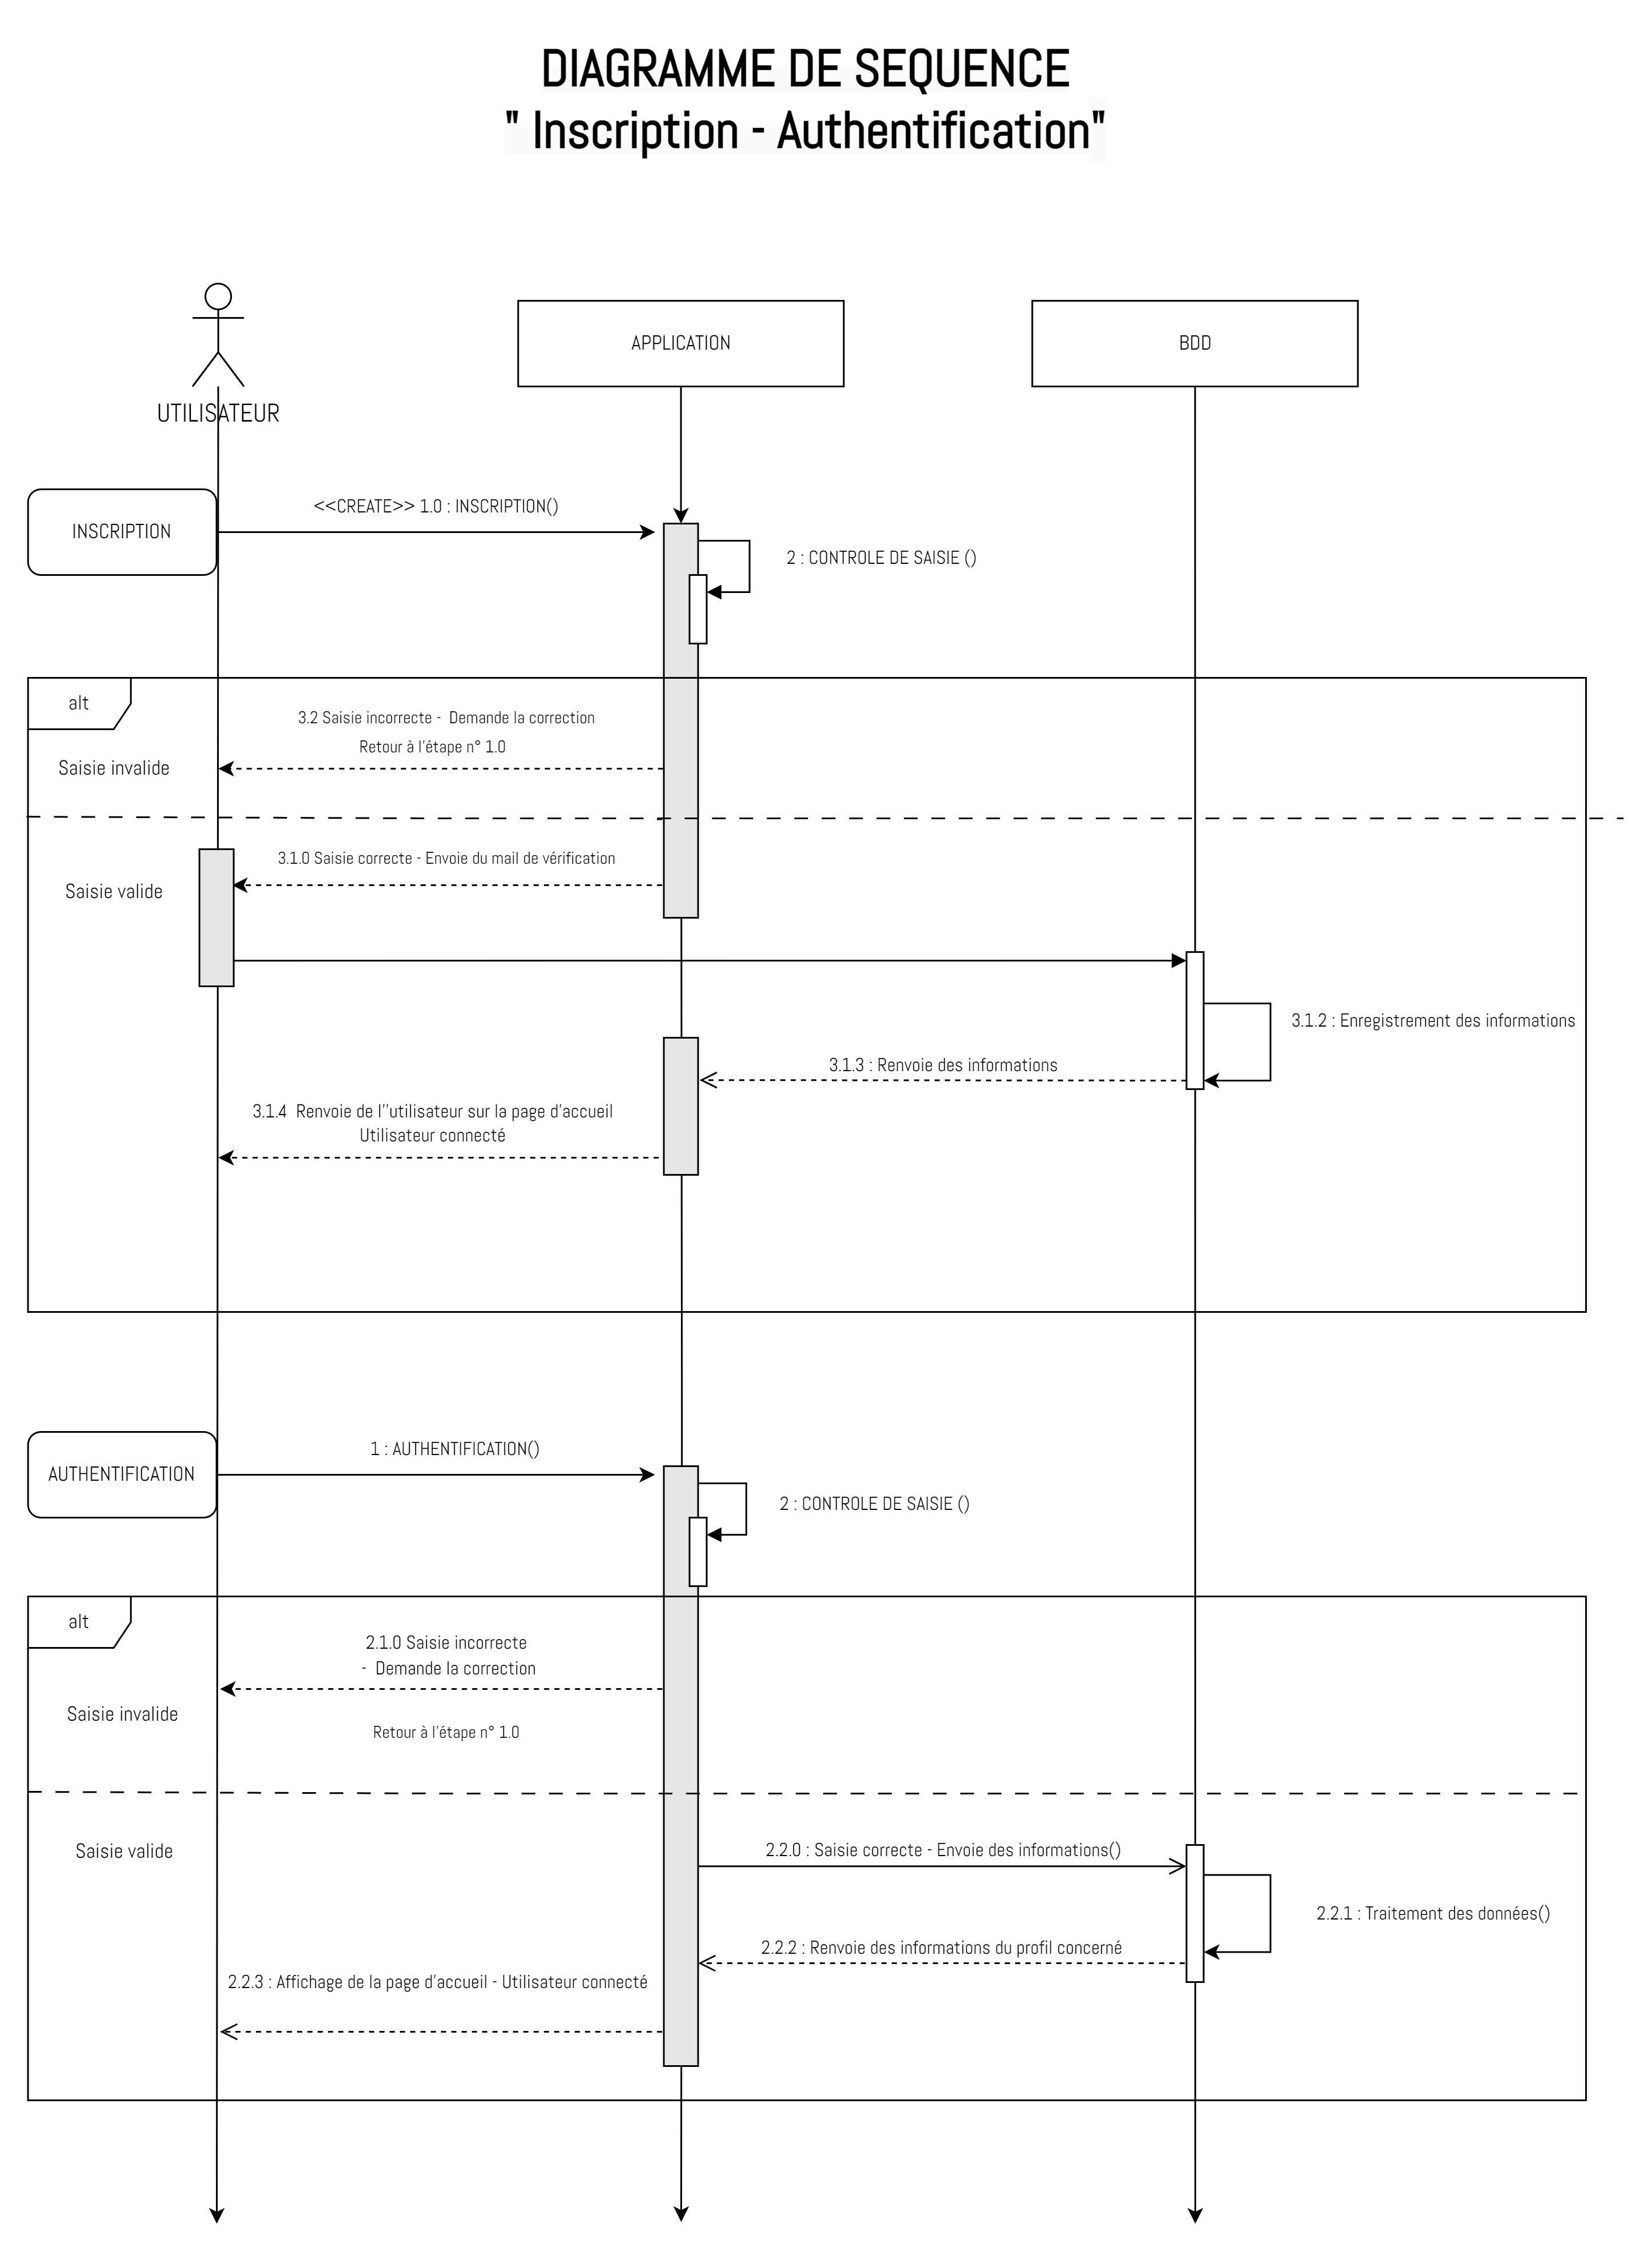 DIAGRAMME DE SEQUENCE
" Inscription - Authentification"
UTILISATEUR
APPLICATION
BDD
INSCRIPTION
<<CREATE>> 1.0 : INSCRIPTION()
2 : CONTROLE DE SAISIE ()
alt
3.2 Saisie incorrecte -  Demande la correction
Retour à l'étape n° 1.0
Saisie invalide
3.1.0 Saisie correcte - Envoie du mail de vérification
Saisie valide
3.1.2 : Enregistrement des informations
3.1.3 : Renvoie des informations
3.1.4  Renvoie de l''utilisateur sur la page d'accueil
Utilisateur connecté
AUTHENTIFICATION
1 : AUTHENTIFICATION()
2 : CONTROLE DE SAISIE ()
alt
2.1.0 Saisie incorrecte
-  Demande la correction
Saisie invalide
Retour à l'étape n° 1.0
Saisie valide
2.2.0 : Saisie correcte - Envoie des informations()
2.2.1 : Traitement des données()
2.2.2 : Renvoie des informations du profil concerné
2.2.3 : Affichage de la page d'accueil - Utilisateur connecté